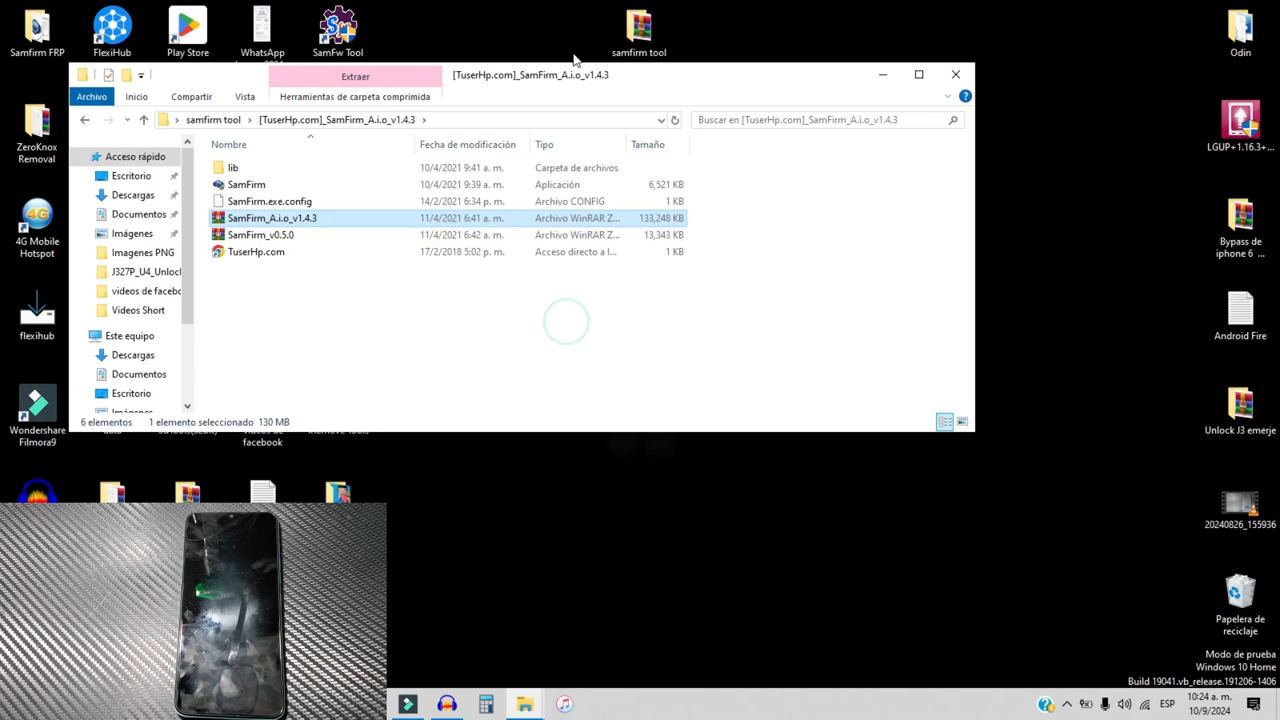 Samfirm FRP
FlexiHub
Play Store
WhatsApp
SamFw Tool
samfirm tool
Odin
Extraer
[TuserHp.com]_SamFirm_A.i.o_v1.4.3
Archivo
Inicio
Compartir
Vista
Herramientas de carpeta comprimida
samfirm tool
[TuserHp.com]_SamFirm_A.i.o_v1.4.3
Buscar en [TuserHp.com]_SamFirm_A.i.o_v1.4.3
Nombre
Fecha de modificación
Tipo
Tamaño
Acceso rápido
Escritorio
Descargas
Documentos
Imágenes
Imagenes PNG
J327P_U4_Unlocl
videos de facebo
Videos Short
Este equipo
Descargas
Documentos
Escritorio
Imágenes
lib 10/4/2021 9:41 a. m. Carpeta de archivos
SamFirm 10/4/2021 9:39 a. m. Aplicación 6,521 KB
SamFirm.exe.config 14/2/2021 6:34 p. m. Archivo CONFIG 1 KB
SamFirm_A.i.o_v1.4.3 11/4/2021 6:41 a. m. Archivo WinRAR Z... 133,248 KB
SamFirm_v0.5.0 11/4/2021 6:42 a. m. Archivo WinRAR Z... 13,343 KB
TuserHp.com 17/2/2018 5:02 p. m. Acceso directo a I... 1 KB
6 elementos
1 elemento seleccionado 130 MB
ZeroKnox
Removal
4G
4G Mobile
Hotspot
flexihub
Wondershare
Filmora9
facebook
LGUP+1.16.3+...
Bypass de
iphone 6 ...
Android Fire
Unlock J3 emerje
20240826_155936
Papelera de
reciclaje
Modo de prueba
Windows 10 Home
Build 19041.vb_release.191206-1406
ESP
10:24 a. m.
10/9/2024